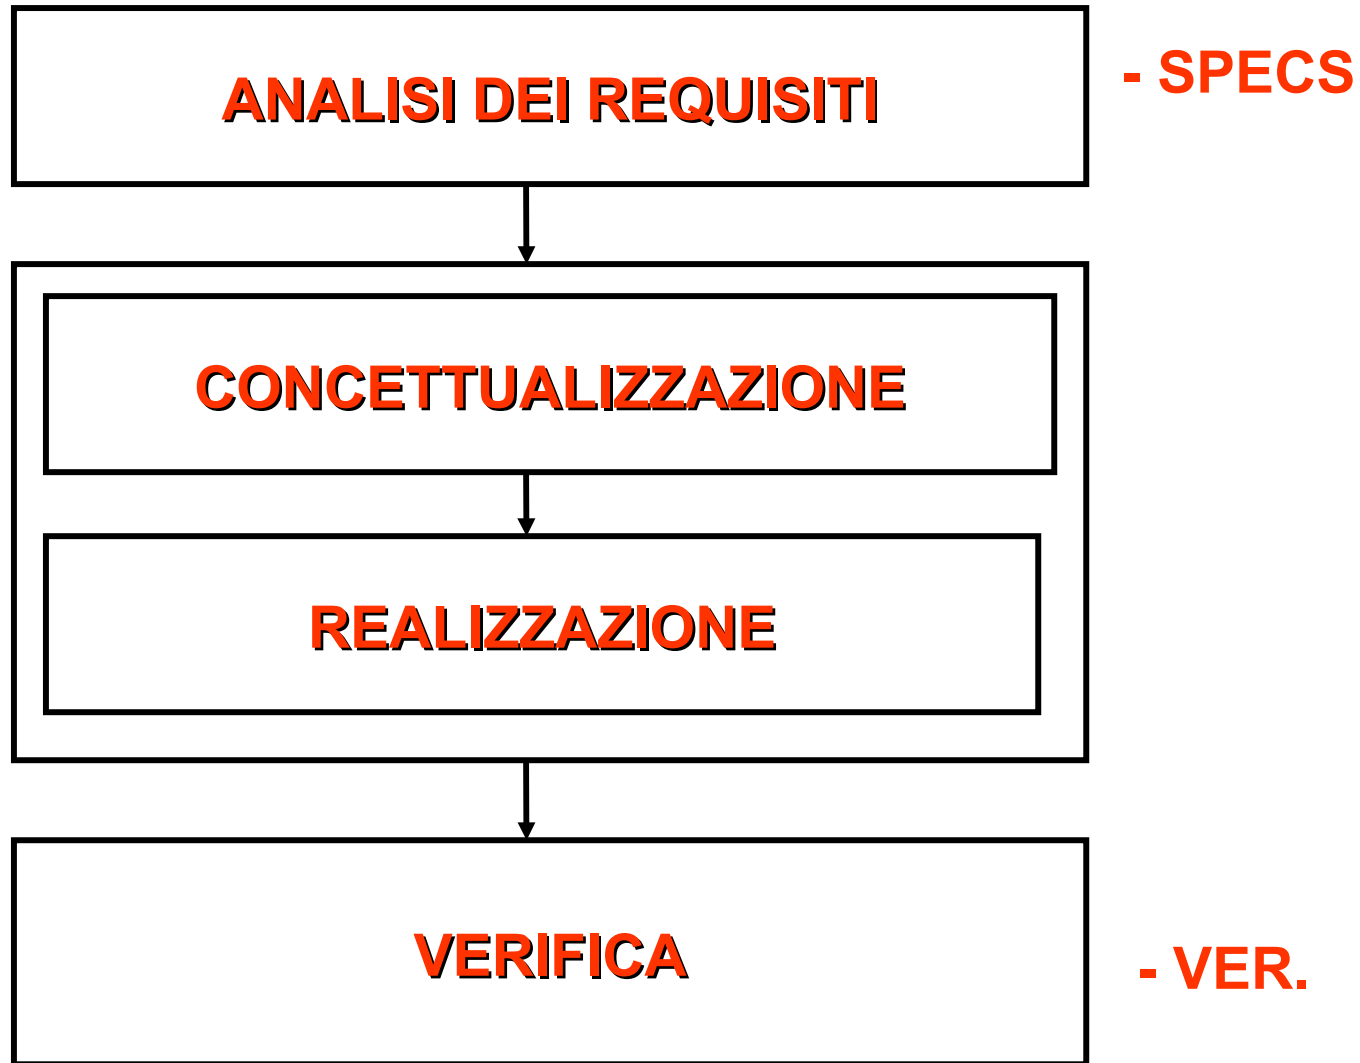 ANALISI DEI REQUISITI
- SPECS
CONCETTUALIZZAZIONE
REALIZZAZIONE
VERIFICA
- VER.